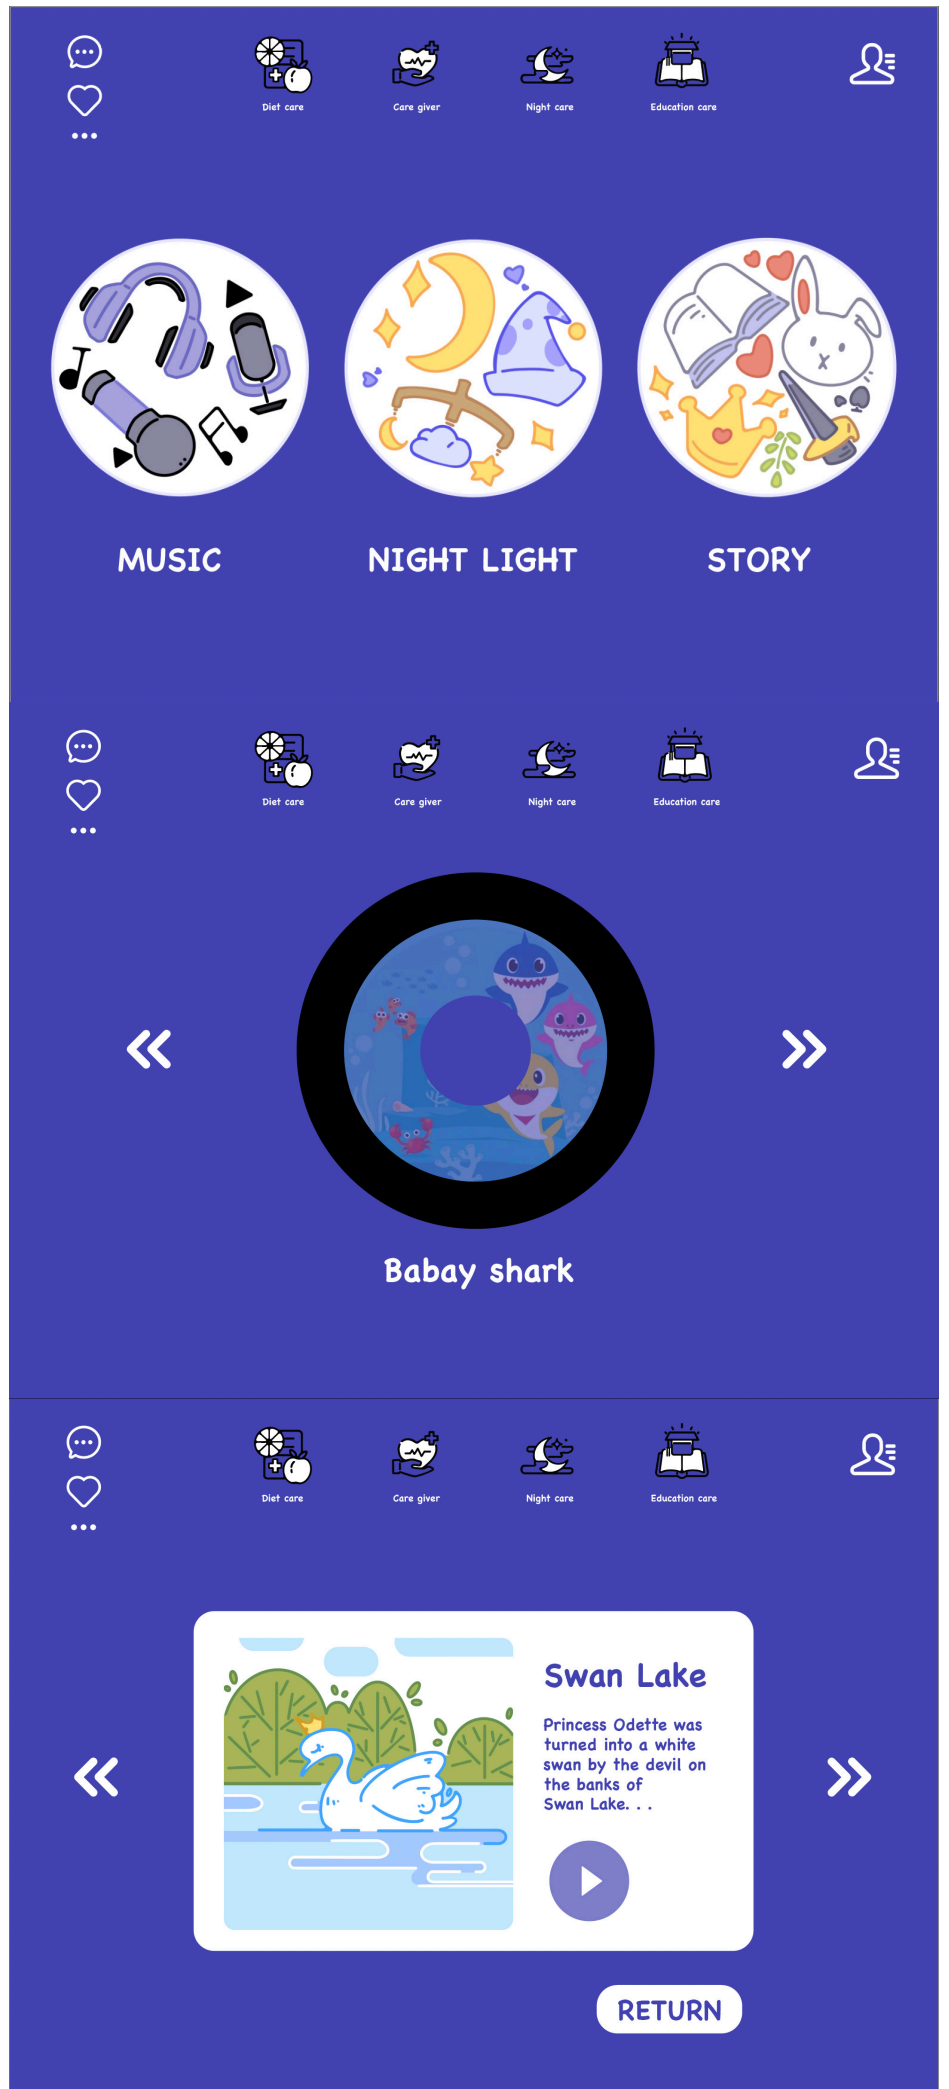 Diet care
Care giver
Night care
Education care
MUSIC
NIGHT LIGHT
STORY
Diet care
Care giver
Night care
Education care
Babay shark
Diet care
Care giver
Night care
Education care
Swan Lake
Princess Odette was
turned into a white
swan by the devil on
the banks of
Swan Lake. . .
RETURN